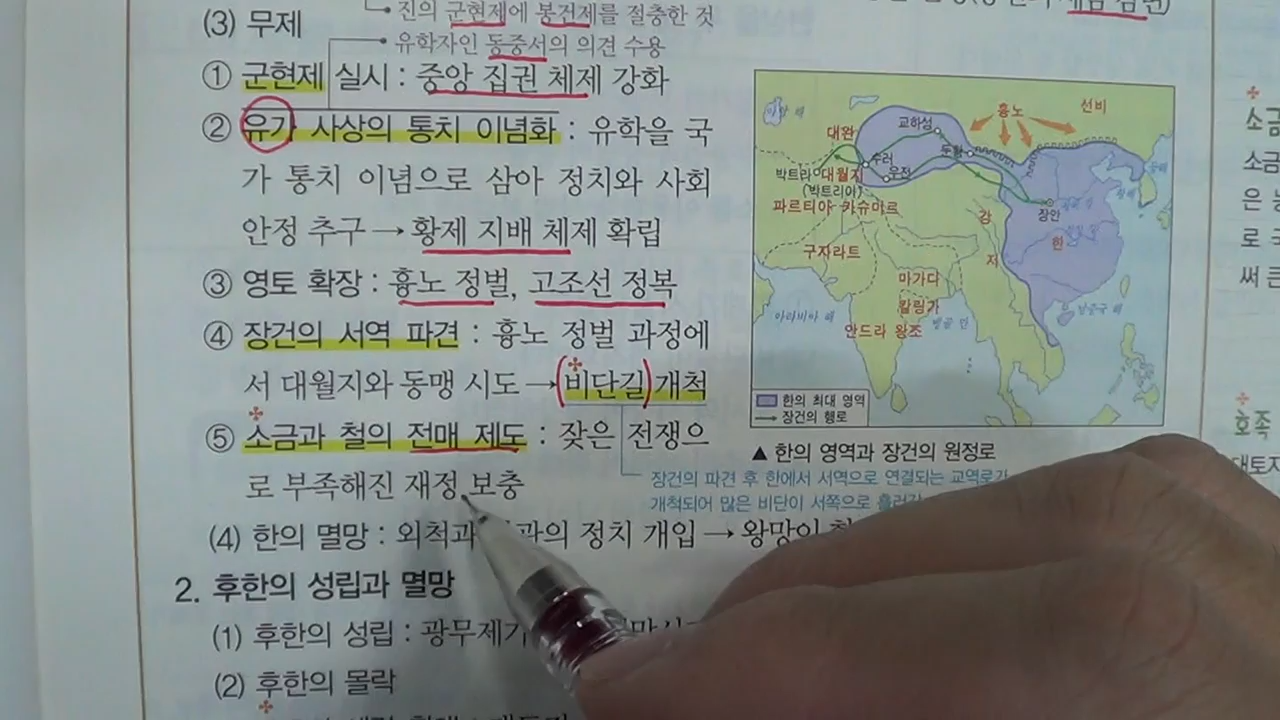 진의 군현제에 봉건제를 절충한 것
(3) 무제
유학자인 동중서의 의견 수용
① 군현제 실시 : 중앙 집권 체제 강화
② 유가 사상의 통치 이념화 : 유학을 국
가 통치 이념으로 삼아 정치와 사회
안정 추구 → 황제 지배 체제 확립
③ 영토 확장 : 흉노 정벌, 고조선 정복
④ 장건의 서역 파견 : 흉노 정벌 과정에
서 대월지와 동맹 시도 → (비단길) 개척
⑤ 소금과 철의 전매 제도 : 잦은 전쟁으
로 부족해진 재정 보충
(4) 한의 멸망 : 외척과 의 정치 개입 → 왕망이
2. 후한의 성립과 멸망
(1) 후한의 성립 : 광무제가
(2) 후한의 몰락
흉노
선비
대완
교하성
둔황
우전
박트라
대월지
(박트리아)
파르티아
카슈미르
장안
강
한
저
구자라트
마가다
칼링가
안드라 왕조
아라비아 해
벵골 만
남중국 해
한의 최대 영역
장건의 행로
▲ 한의 영역과 장건의 원정로
장건의 파견 후 한에서 서역으로 연결되는 교역로가
개척되어 많은 비단이 서쪽으로
소금
소금
은
로
써 큰
호족
대토지